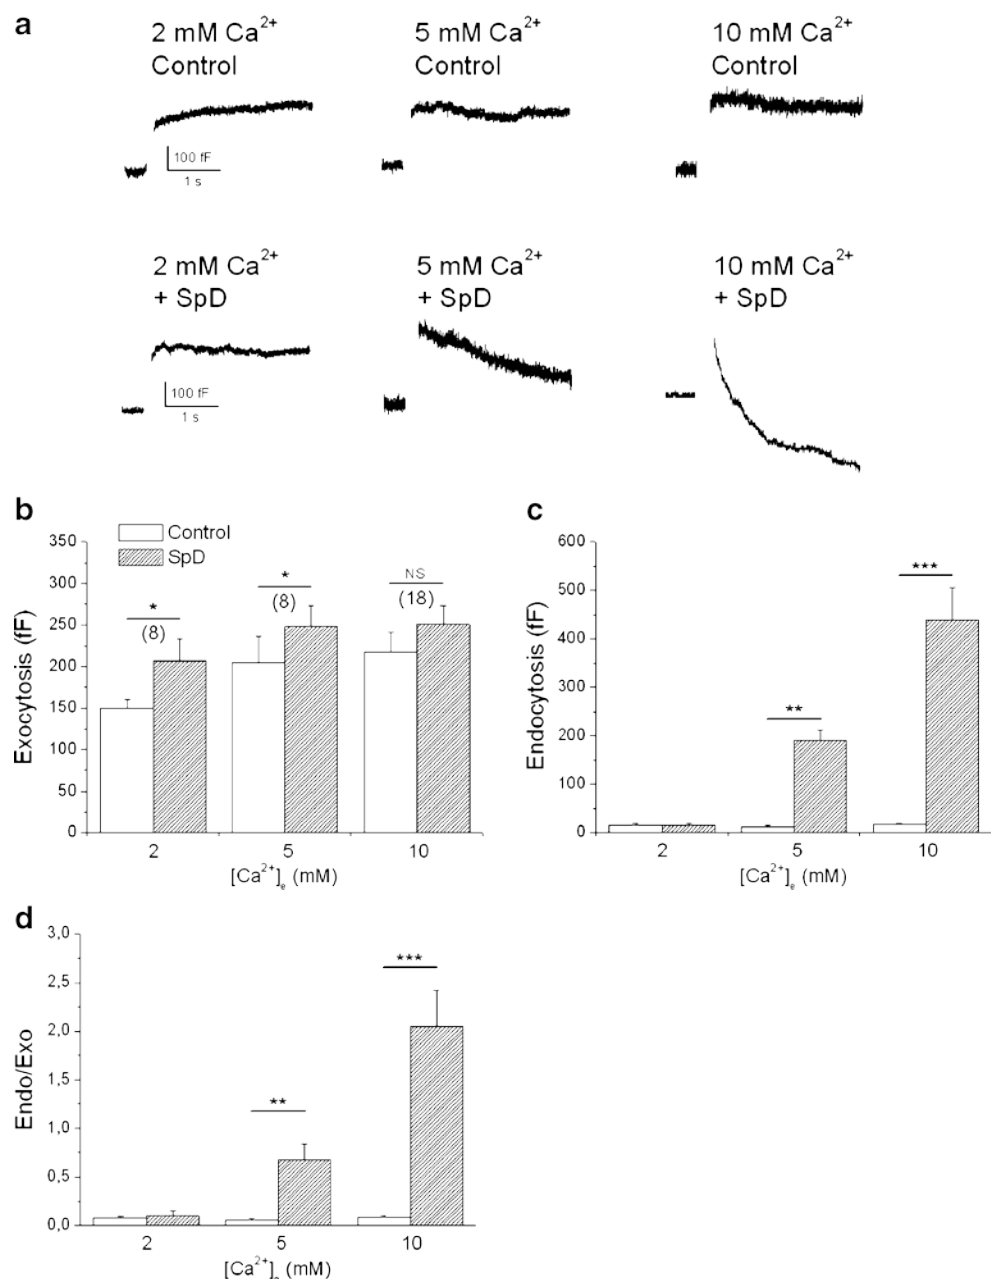 a
2 mM Ca²⁺
Control
5 mM Ca²⁺
Control
10 mM Ca²⁺
Control
100 fF
1 s
2 mM Ca²⁺
+ SpD
5 mM Ca²⁺
+ SpD
10 mM Ca²⁺
+ SpD
100 fF
1 s
b
Control
SpD
350
300
250
200
150
100
50
0
Exocytosis (fF)
*
(8)
*
(8)
NS
(18)
2
5
10
[Ca²⁺]e (mM)
c
600
500
400
300
200
100
0
Endocytosis (fF)
**
***
2
5
10
[Ca²⁺]e (mM)
d
3,0
2,5
2,0
1,5
1,0
0,5
0,0
Endo/Exo
**
***
2
5
10
[Ca²⁺]e (mM)